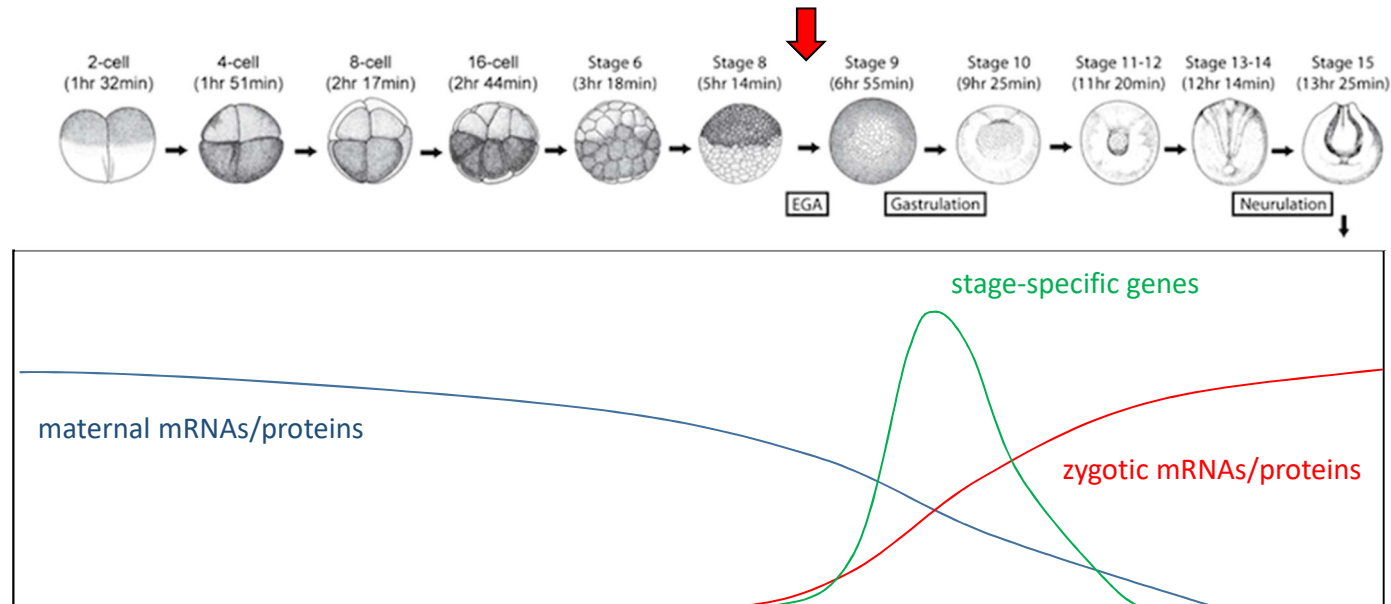 2-cell
(1hr 32min)
4-cell
(1hr 51min)
8-cell
(2hr 17min)
16-cell
(2hr 44min)
Stage 6
(3hr 18min)
Stage 8
(5hr 14min)
Stage 9
(6hr 55min)
Stage 10
(9hr 25min)
Stage 11-12
(11hr 20min)
Stage 13-14
(12hr 14min)
Stage 15
(13hr 25min)
EGA
Gastrulation
Neurulation
stage-specific genes
maternal mRNAs/proteins
zygotic mRNAs/proteins